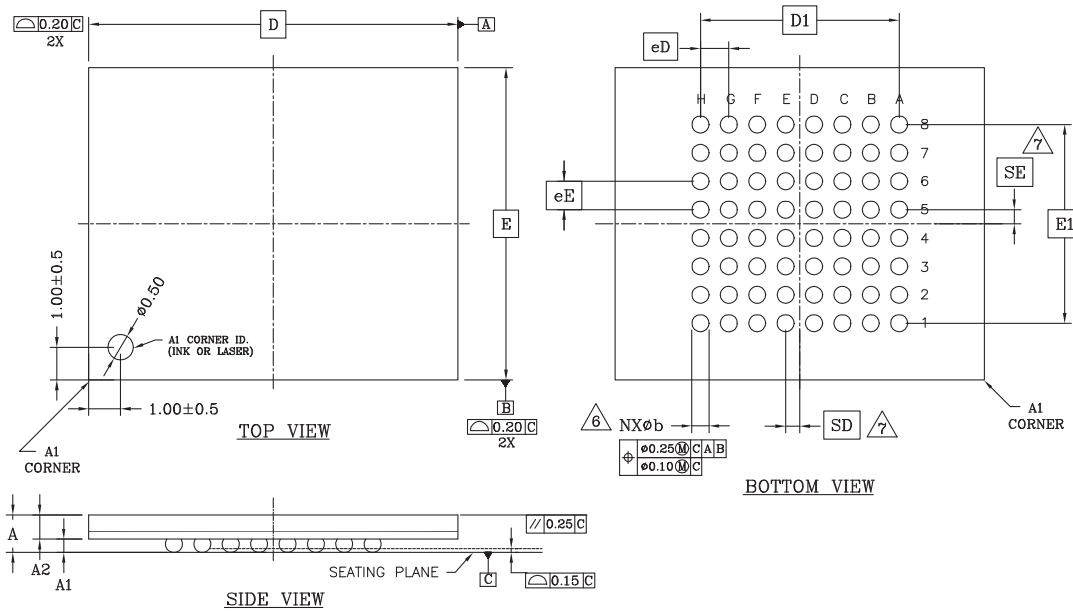 ⌓ 0.20 C
2X
D
A
E
1.00±0.5
ø0.50
A1 CORNER ID.
(INK OR LASER)
1.00±0.5
B
⌓ 0.20 C
2X
A1
CORNER
TOP VIEW
D1
eD
H G F E D C B A
8
7
6
5
4
3
2
1
7
SE
eE
E1
6 NXøb
⌖ ø0.25Ⓜ C A B
ø0.10Ⓜ C
SD 7
A1
CORNER
BOTTOM VIEW
A
A2
A1
// 0.25 C
SEATING PLANE
C
⌓ 0.15 C
SIDE VIEW